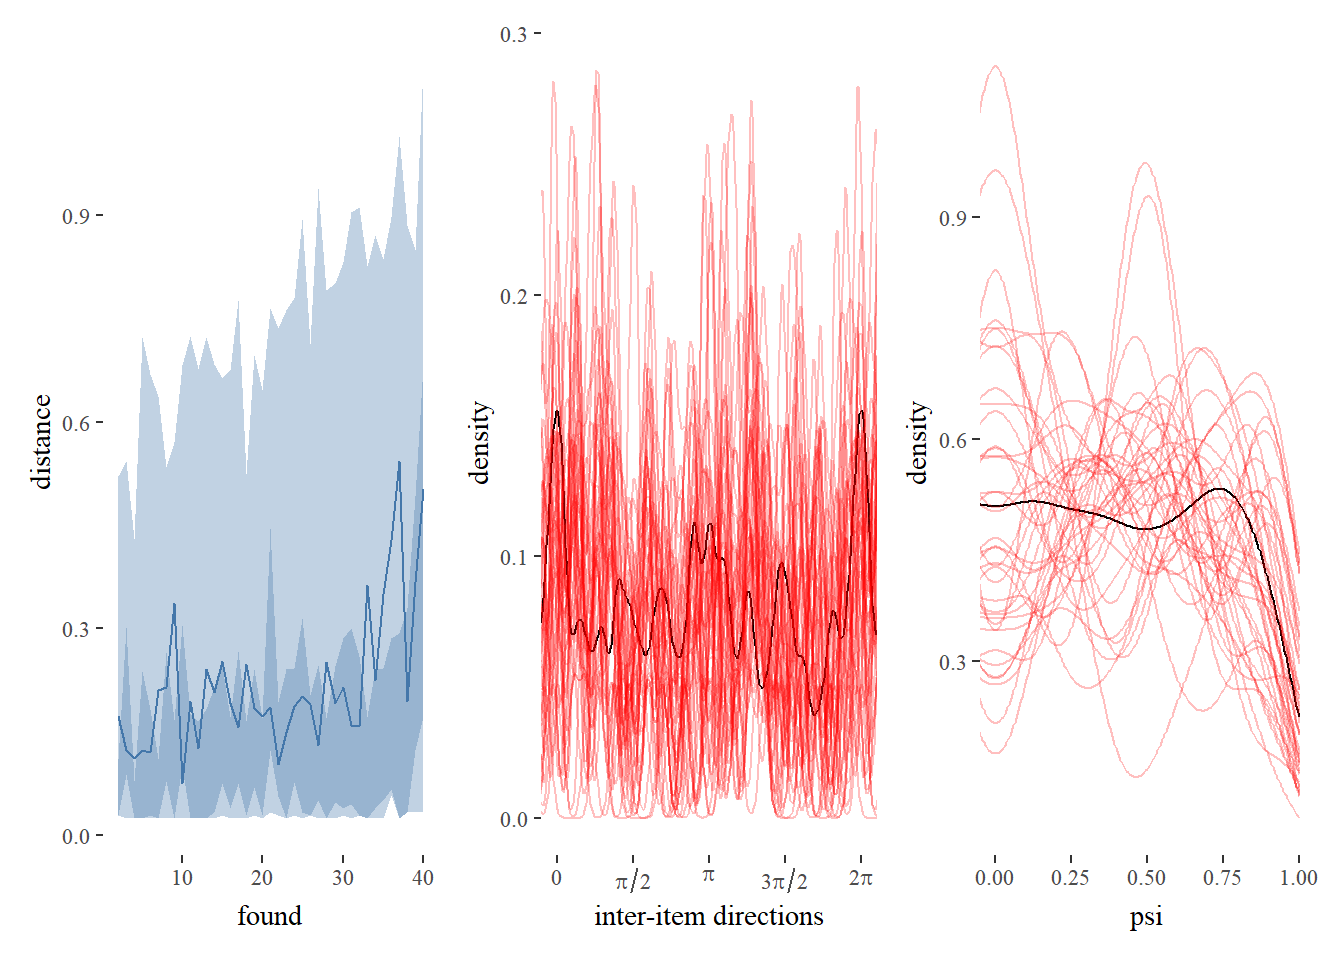 distance
0.9
0.6
0.3
0.0
10 20 30 40
found
density
0.3
0.2
0.1
0.0
0 π/2 π 3π/2 2π
inter-item directions
density
0.9
0.6
0.3
0.00 0.25 0.50 0.75 1.00
psi